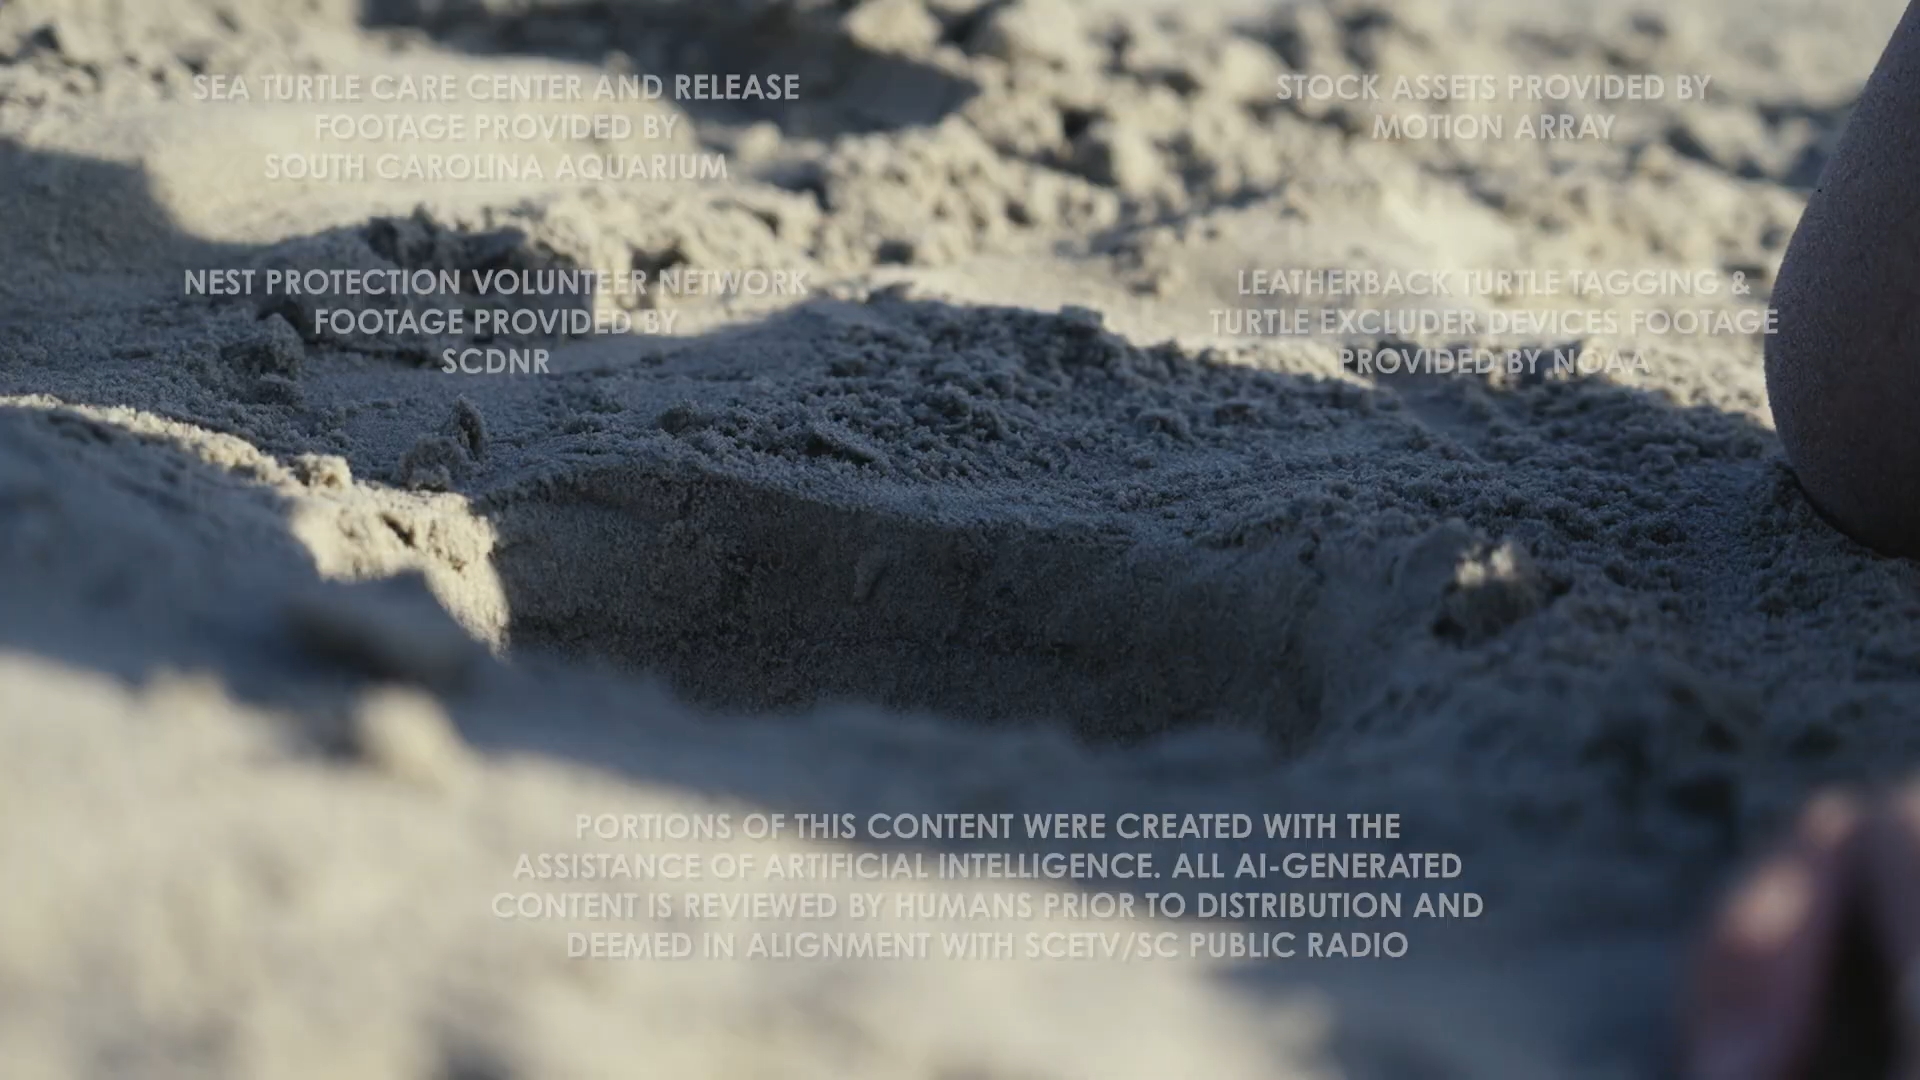 SEA TURTLE CARE CENTER AND RELEASE
FOOTAGE PROVIDED BY
SOUTH CAROLINA AQUARIUM
STOCK ASSETS PROVIDED BY
MOTION ARRAY
NEST PROTECTION VOLUNTEER NETWORK
FOOTAGE PROVIDED BY
SCDNR
LEATHERBACK TURTLE TAGGING &
TURTLE EXCLUDER DEVICES FOOTAGE
PROVIDED BY NOAA
PORTIONS OF THIS CONTENT WERE CREATED WITH THE
ASSISTANCE OF ARTIFICIAL INTELLIGENCE. ALL AI-GENERATED
CONTENT IS REVIEWED BY HUMANS PRIOR TO DISTRIBUTION AND
DEEMED IN ALIGNMENT WITH SCETV/SC PUBLIC RADIO